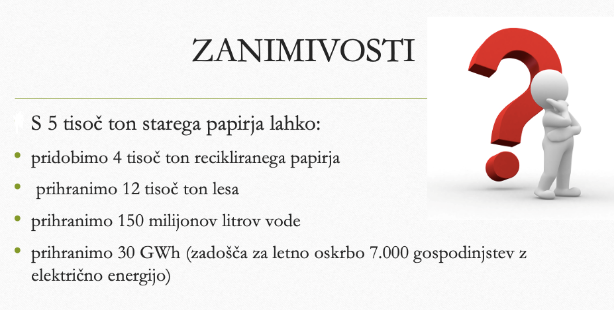 ZANIMIVOSTI
S 5 tisoč ton starega papirja lahko:
• pridobimo 4 tisoč ton recikliranega papirja
• prihranimo 12 tisoč ton lesa
• prihranimo 150 milijonov litrov vode
• prihranimo 30 GWh (zadošča za letno oskrbo 7.000 gospodinjstev z
električno energijo)